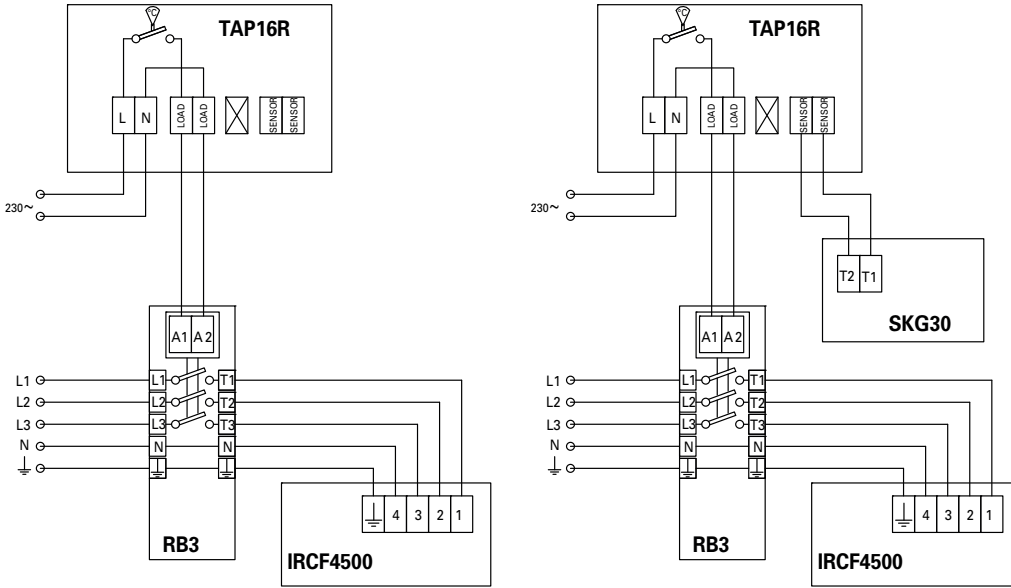 °C
TAP16R
L N LOAD LOAD SENSOR SENSOR
230~
A1 A2
L1 L1 T1
L2 L2 T2
L3 L3 T3
N N N
4 3 2 1
RB3
IRCF4500
°C
TAP16R
L N LOAD LOAD SENSOR SENSOR
230~
T2 T1
SKG30
A1 A2
L1 L1 T1
L2 L2 T2
L3 L3 T3
N N N
4 3 2 1
RB3
IRCF4500